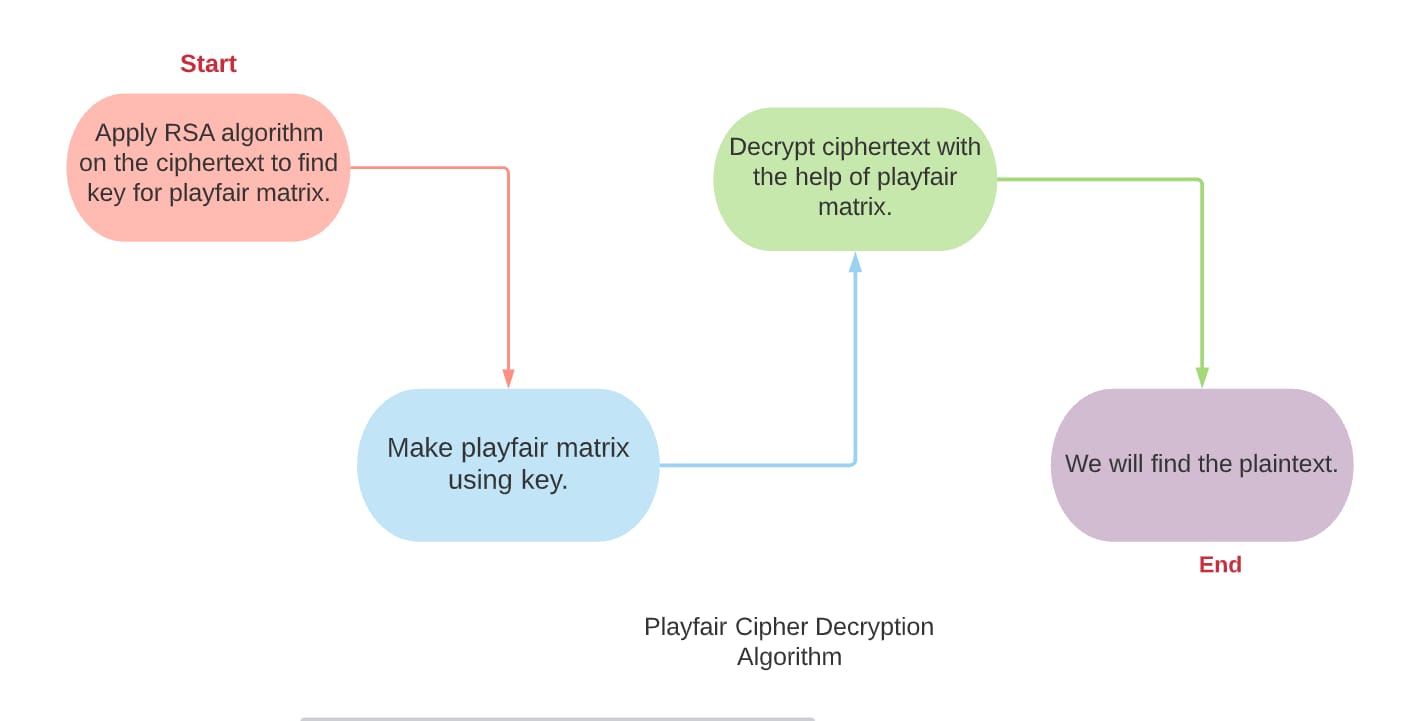 Start
Apply RSA algorithm
on the ciphertext to find
key for playfair matrix.
Make playfair matrix
using key.
Decrypt ciphertext with
the help of playfair
matrix.
We will find the plaintext.
End
Playfair Cipher Decryption
Algorithm